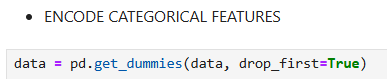 • ENCODE CATEGORICAL FEATURES
data = pd.get_dummies(data, drop_first=True)